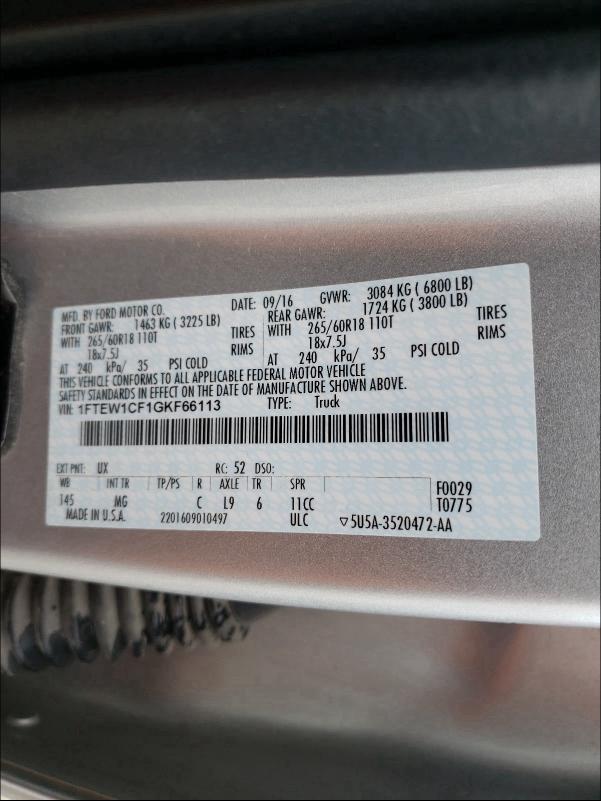 MFD. BY FORD MOTOR CO. DATE: 09/16 GVWR: 3084 KG ( 6800 LB)
FRONT GAWR: 1463 KG ( 3225 LB) REAR GAWR: 1724 KG ( 3800 LB)
WITH 265/60R18 110T TIRES WITH 265/60R18 110T TIRES
18x7.5J RIMS 18x7.5J RIMS
AT 240 kPa/ 35 PSI COLD AT 240 kPa/ 35 PSI COLD
THIS VEHICLE CONFORMS TO ALL APPLICABLE FEDERAL MOTOR VEHICLE
SAFETY STANDARDS IN EFFECT ON THE DATE OF MANUFACTURE SHOWN ABOVE.
VIN: 1FTEW1CF1GKF66113 TYPE: Truck
EXT PNT: UX RC: 52 DSO:
WB INT TR TP/PS R AXLE TR SPR F0029
145 MG C L9 6 11CC T0775
MADE IN U.S.A. 2201609010497 ULC ▽5U5A-3520472-AA